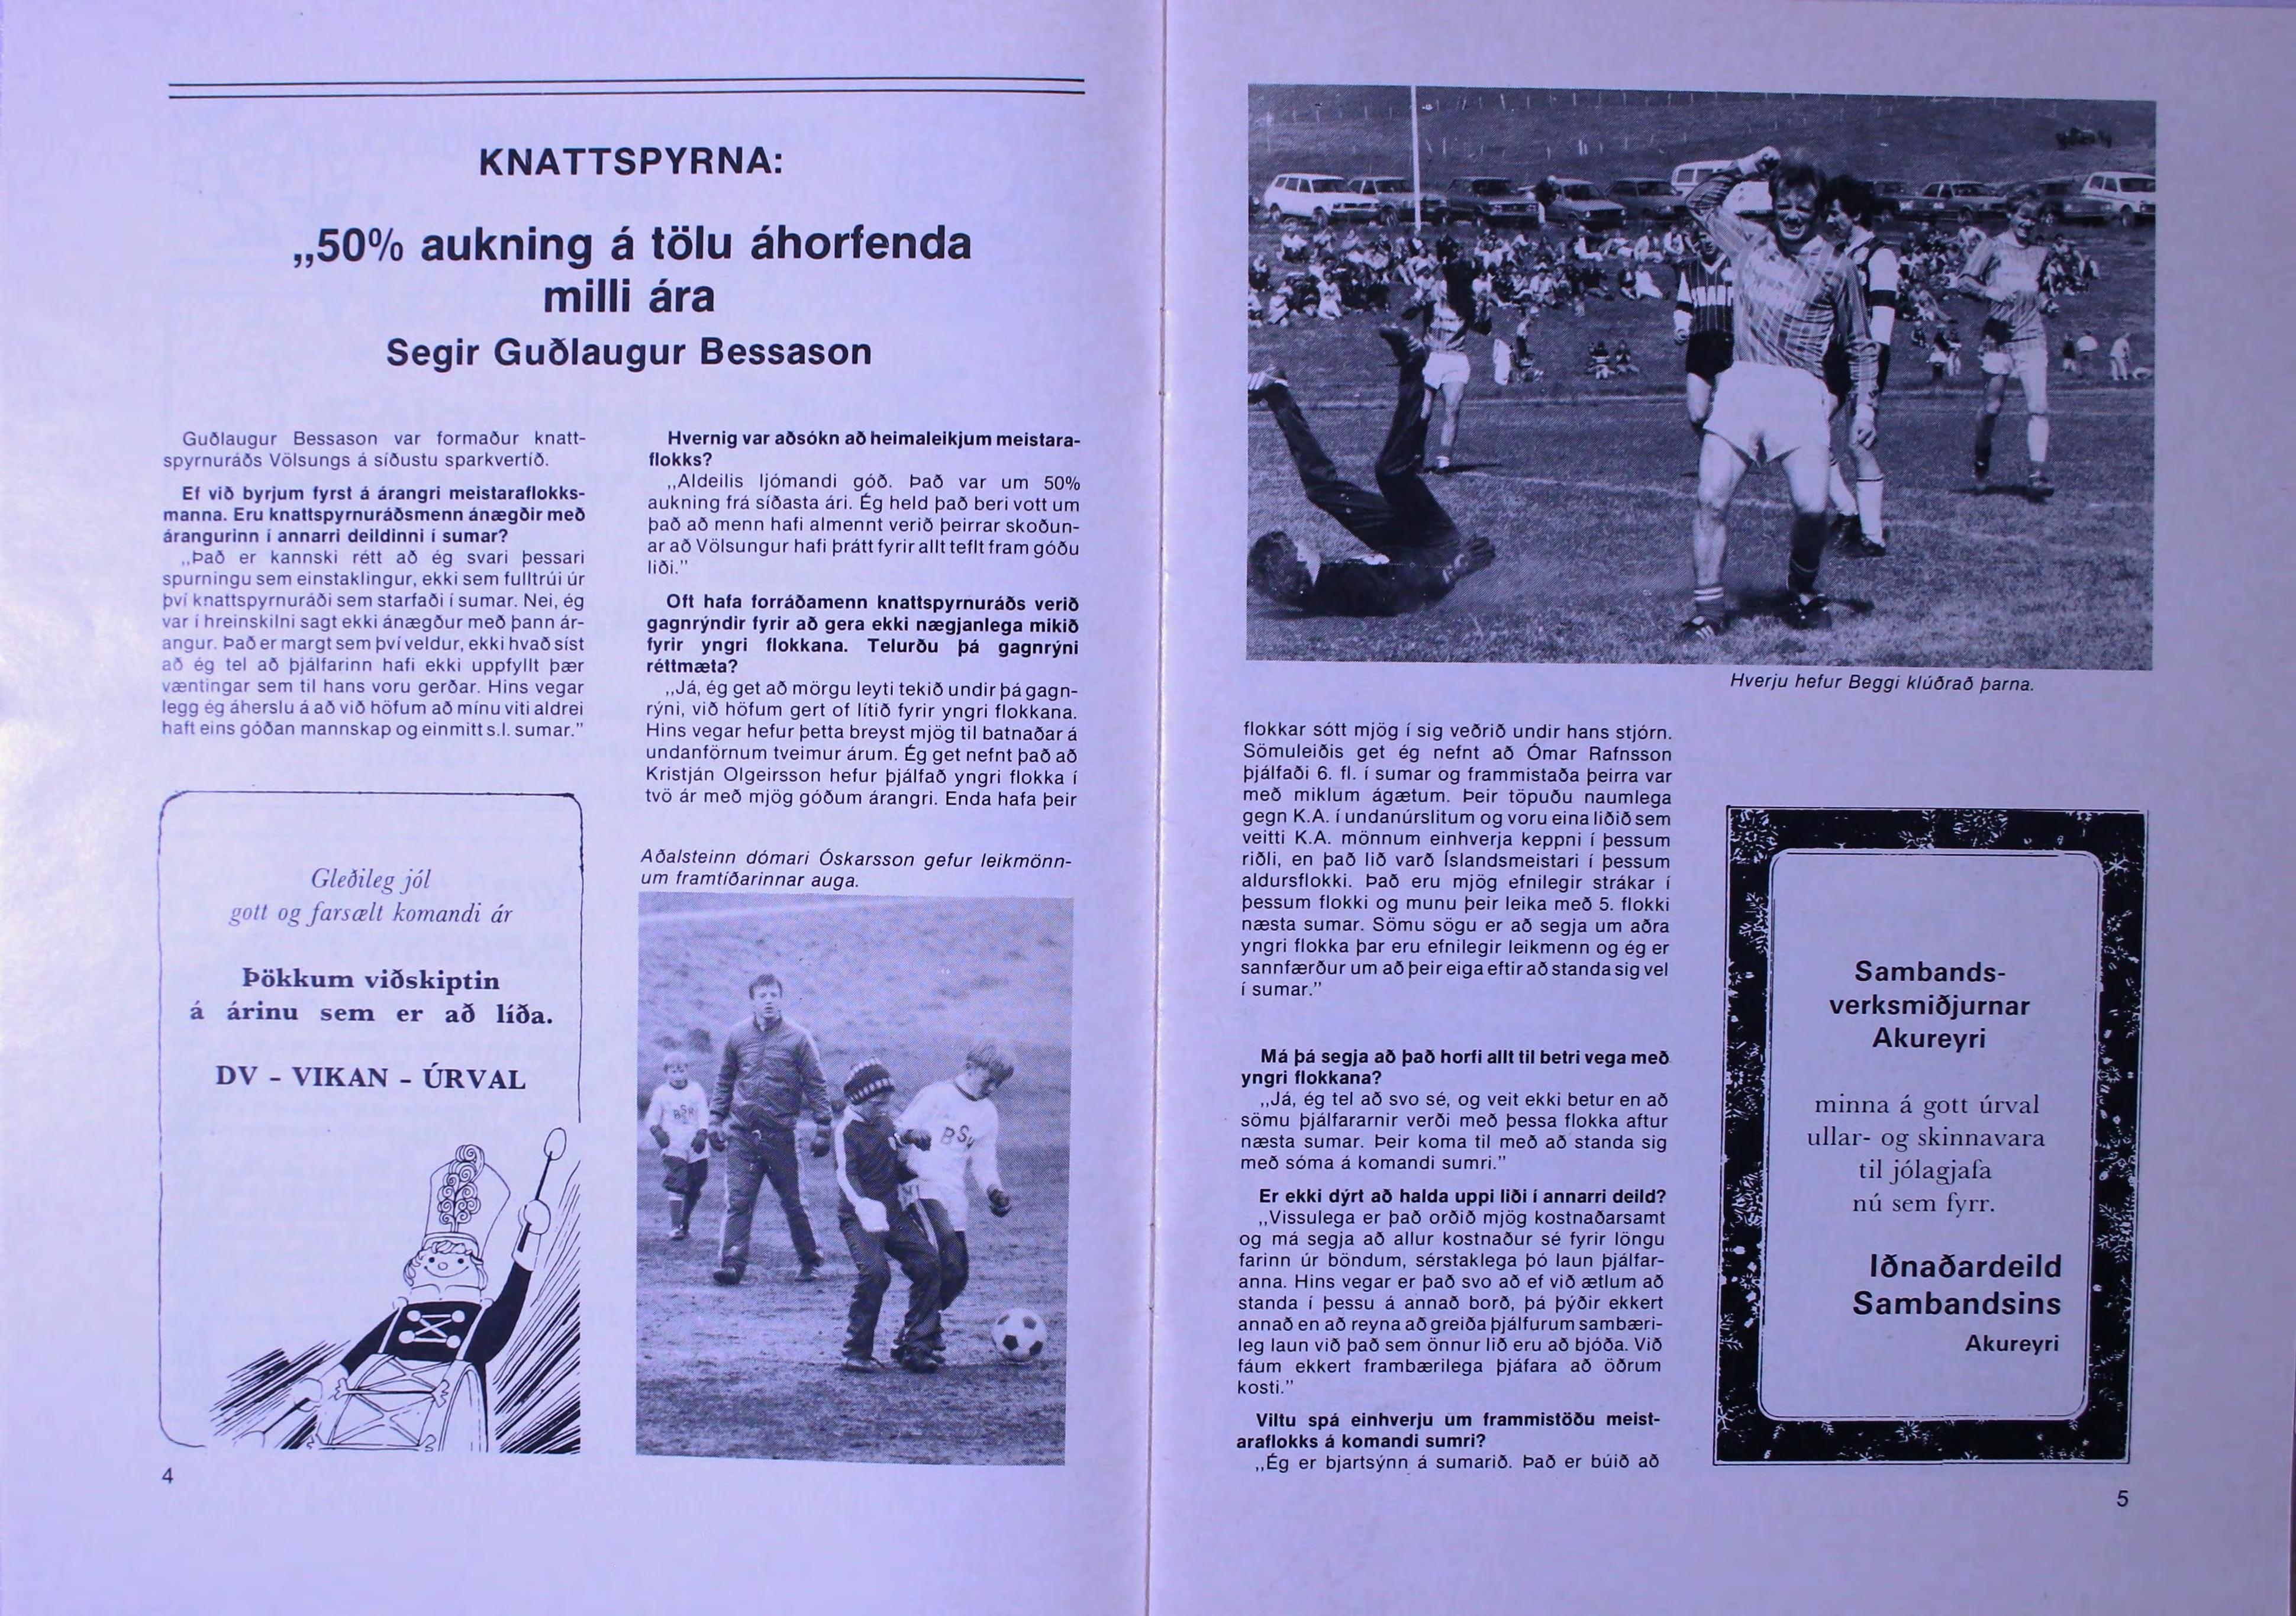 KNATTSPYRNA:
„50% aukning á tölu áhorfenda
milli ára
Segir Guðlaugur Bessason
Guðlaugur Bessason var formaður knatt-
spyrnuráðs Völsungs á síðustu sparkvertíð.
Ef við byrjum fyrst á árangri meistaraflokks-
manna. Eru knattspyrnuráðsmenn ánægðir með
árangurinn í annarri deildinni í sumar?
„Það er kannski rétt að ég svari þessari
spurningu sem einstaklingur, ekki sem fulltrúi úr
því knattspyrnuráði sem starfaði í sumar. Nei, ég
var í hreinskilni sagt ekki ánægður með þann ár-
angur. Það er margt sem því veldur, ekki hvað síst
að ég tel að þjálfarinn hafi ekki uppfyllt þær
væntingar sem til hans voru gerðar. Hins vegar
legg ég áherslu á að við höfum að mínu viti aldrei
haft eins góðan mannskap og einmitt s.l. sumar.”
Gleðileg jól
gott og farsælt komandi ár
Þökkum viðskiptin
á árinu sem er að líða.
DV - VIKAN - ÚRVAL
4
Hvernig var aðsókn að heimaleikjum meistara-
flokks?
„Aldeilis ljómandi góð. Það var um 50%
aukning frá síðasta ári. Ég held það beri vott um
það að menn hafi almennt verið þeirrar skoðun-
ar að Völsungur hafi þrátt fyrir allt teflt fram góðu
liði.”
Oft hafa forráðamenn knattspyrnuráðs verið
gagnrýndir fyrir að gera ekki nægjanlega mikið
fyrir yngri flokkana. Telurðu þá gagnrýni
réttmæta?
„Já, ég get að mörgu leyti tekið undir þá gagn-
rýni, við höfum gert of lítið fyrir yngri flokkana.
Hins vegar hefur þetta breyst mjög til batnaðar á
undanförnum tveimur árum. Ég get nefnt það að
Kristján Olgeirsson hefur þjálfað yngri flokka í
tvö ár með mjög góðum árangri. Enda hafa þeir
Aðalsteinn dómari Óskarsson gefur leikmönn-
um framtíðarinnar auga.
BSH
Hverju hefur Beggi klúðrað þarna.
flokkar sótt mjög í sig veðrið undir hans stjórn.
Sömuleiðis get ég nefnt að Ómar Rafnsson
þjálfaði 6. fl. í sumar og frammistaða þeirra var
með miklum ágætum. Þeir töpuðu naumlega
gegn K.A. í undanúrslitum og voru eina liðið sem
veitti K.A. mönnum einhverja keppni í þessum
riðli, en það lið varð Íslandsmeistari í þessum
aldursflokki. Það eru mjög efnilegir strákar í
þessum flokki og munu þeir leika með 5. flokki
næsta sumar. Sömu sögu er að segja um aðra
yngri flokka þar eru efnilegir leikmenn og ég er
sannfærður um að þeir eiga eftir að standa sig vel
í sumar.”
Má þá segja að það horfi allt til betri vega með
yngri flokkana?
„Já, ég tel að svo sé, og veit ekki betur en að
sömu þjálfararnir verði með þessa flokka aftur
næsta sumar. Þeir koma til með að standa sig
með sóma á komandi sumri.”
Er ekki dýrt að halda uppi liði í annarri deild?
„Vissulega er það orðið mjög kostnaðarsamt
og má segja að allur kostnaður sé fyrir löngu
farinn úr böndum, sérstaklega þó laun þjálfar-
anna. Hins vegar er það svo að ef við ætlum að
standa í þessu á annað borð, þá þýðir ekkert
annað en að reyna að greiða þjálfurum sambæri-
leg laun við það sem önnur lið eru að bjóða. Við
fáum ekkert frambærilega þjáfara að öðrum
kosti.”
Viltu spá einhverju um frammistöðu meist-
araflokks á komandi sumri?
„Ég er bjartsýnn á sumarið. Það er búið að
Sambands-
verksmiðjurnar
Akureyri
minna á gott úrval
ullar- og skinnavara
til jólagjafa
nú sem fyrr.
Iðnaðardeild
Sambandsins
Akureyri
5